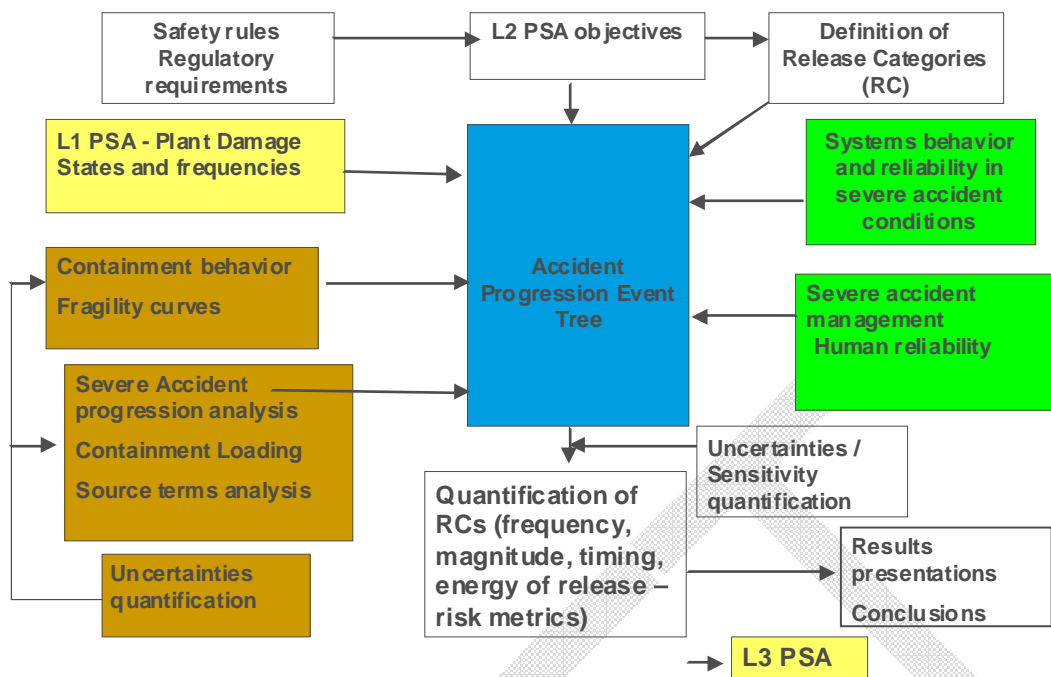 Safety rules
Regulatory
requirements
L2 PSA objectives
Definition of
Release Categories
(RC)
L1 PSA - Plant Damage
States and frequencies
Systems behavior
and reliability in
severe accident
conditions
Containment behavior
Fragility curves
Accident
Progression Event
Tree
Severe accident
management
Human reliability
Severe Accident
progression analysis
Containment Loading
Source terms analysis
Uncertainties /
Sensitivity
quantification
Quantification of
RCs (frequency,
magnitude, timing,
energy of release –
risk metrics)
Results
presentations
Conclusions
Uncertainties
quantification
L3 PSA